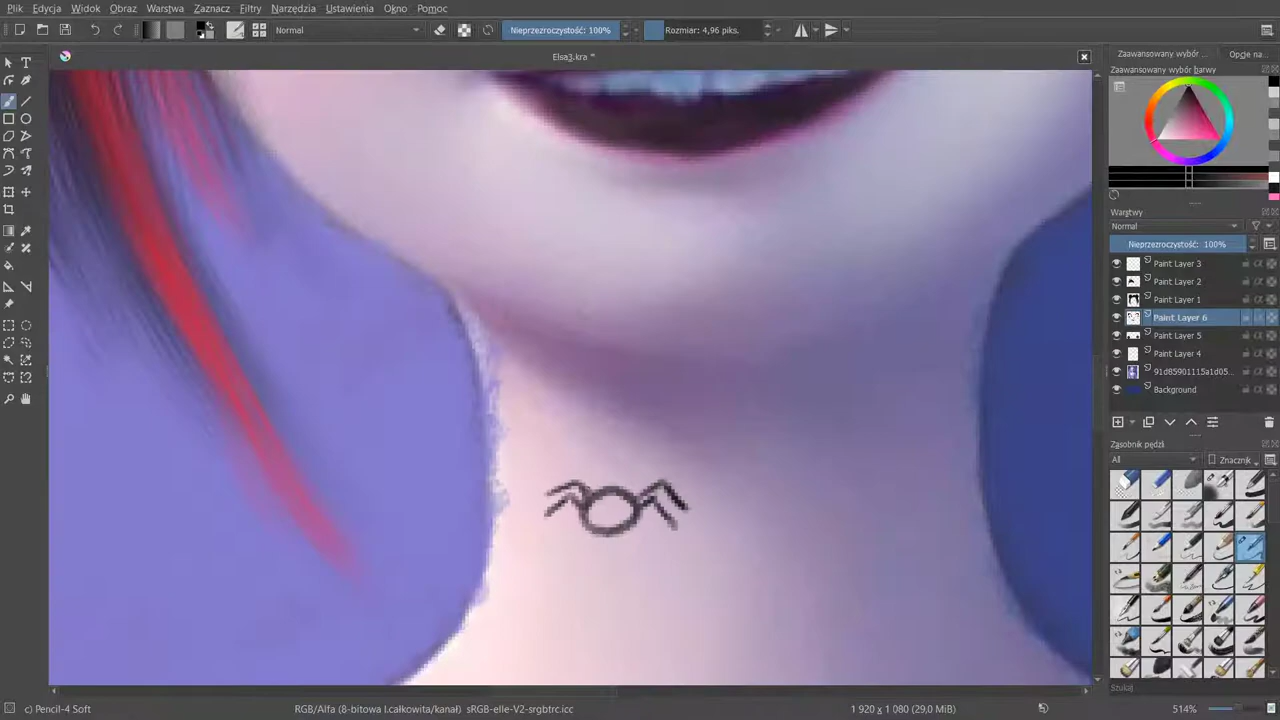 Plik Edycja Widok Obraz Warstwa Zaznacz Filtry Narzędzia Ustawienia Okno Pomoc
Normal Nieprzezroczystość: 100% Rozmiar: 4,96 piks.
Elsa3.kra *
Zaawansowany wybór ... Opcje na...
Zaawansowany wybór barwy
Warstwy
Normal
Nieprzezroczystość: 100%
Paint Layer 3
Paint Layer 2
Paint Layer 1
Paint Layer 6
Paint Layer 5
Paint Layer 4
91d85901115a1d05...
Background
Zasobnik pędzli
All Znacznik
Szukaj
c) Pencil-4 Soft RGB/Alfa (8-bitowa l.całkowita/kanał) sRGB-elle-V2-srgbtrc.icc 1 920 x 1 080 (29,0 MiB) 514%